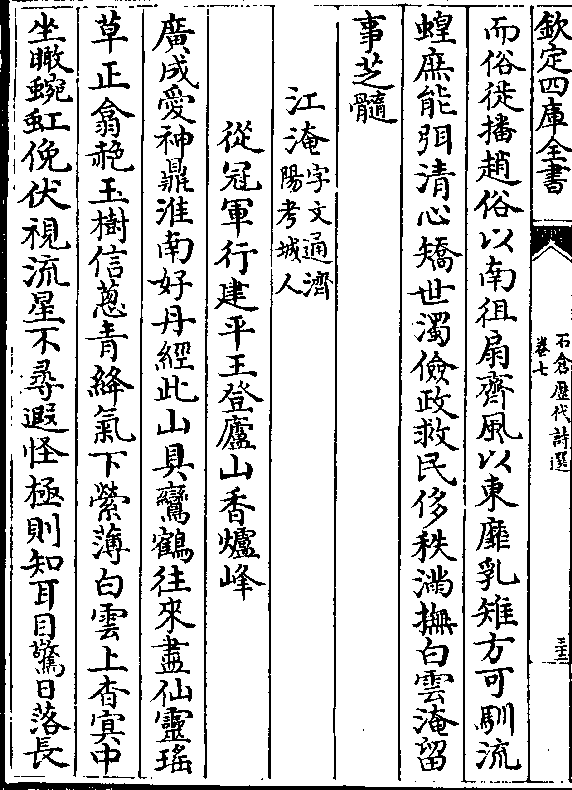 欽定四庫全書
石倉歷代詩選
卷七
三
而俗徙播趙俗以南徂扇齊風以東靡乳雉方可馴流
蝗庶能弭清心矯世濁儉政救民侈秩滿撫白雲淹留
事芝髓
江淹字文通濟
陽考城人
從冠軍行建平王登廬山香爐峰
廣成愛神鼎淮南好丹經此山具鸞鶴往來盡仙靈瑤
草正翕赩玉樹信葱青絳氣下縈薄白雲上杳冥中
坐瞰蜿虹俛伏視流星不尋遐怪極則知耳目驚日落長